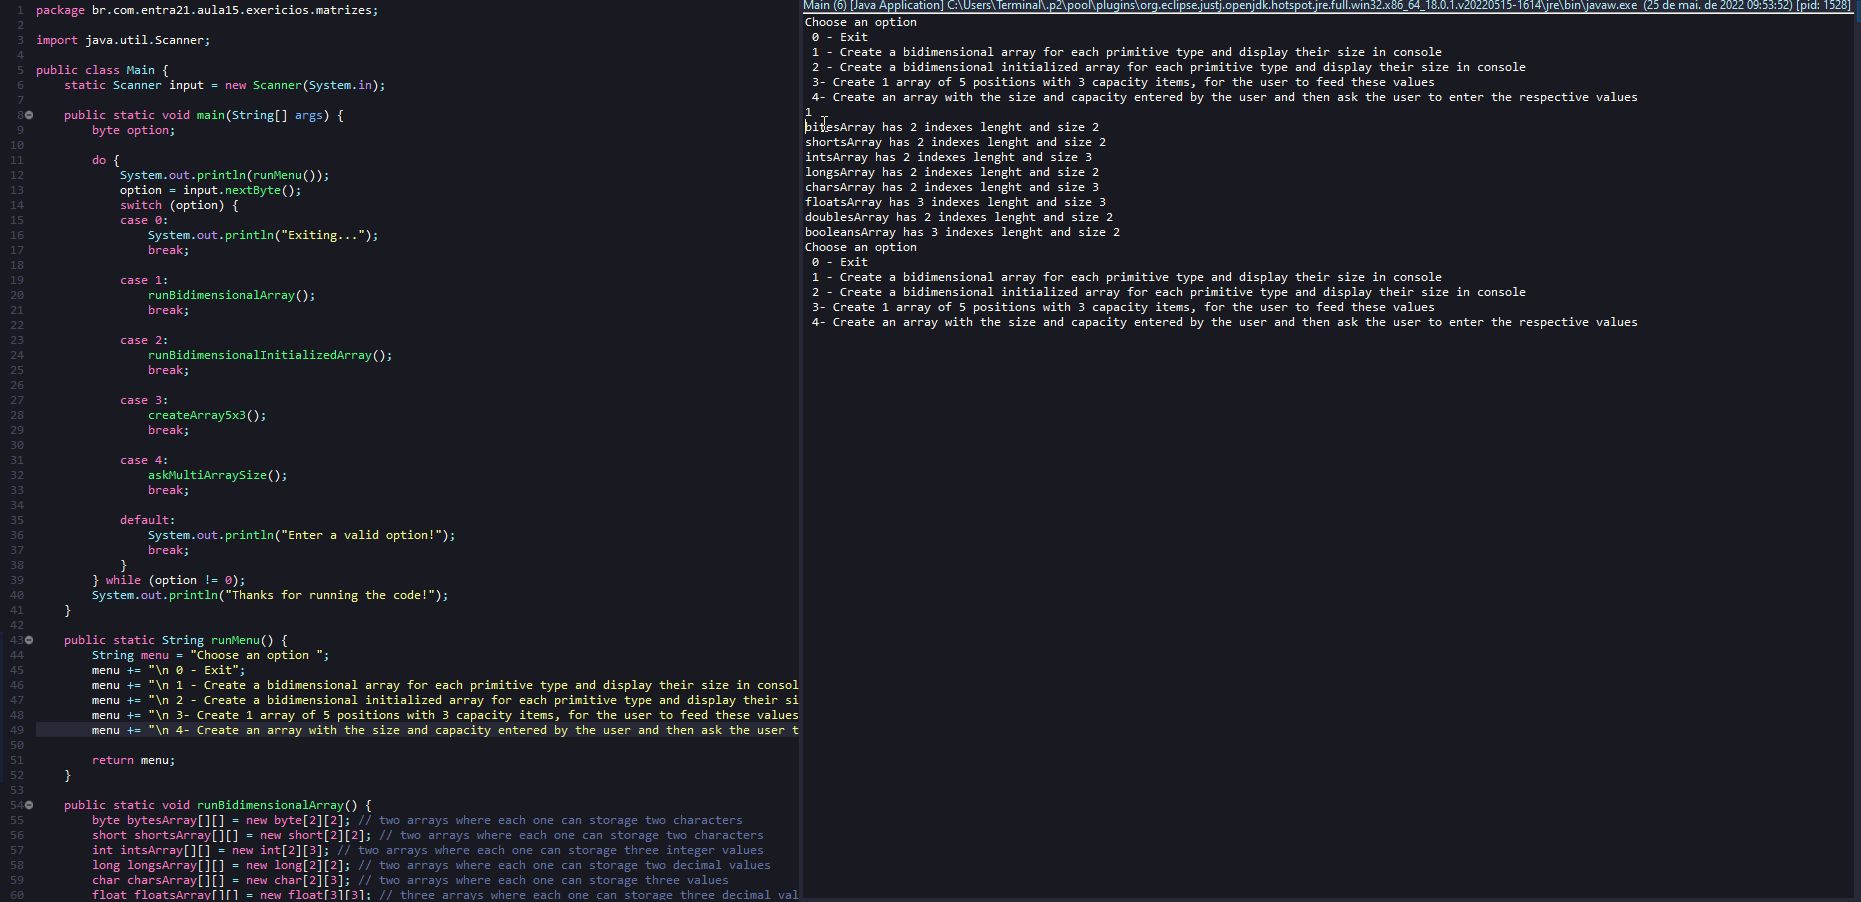 1 package br.com.entra21.aula15.exericios.matrizes;
2
3 import java.util.Scanner;
4
5 public class Main {
6 static Scanner input = new Scanner(System.in);
7
8 public static void main(String[] args) {
9 byte option;
10
11 do {
12 System.out.println(runMenu());
13 option = input.nextByte();
14 switch (option) {
15 case 0:
16 System.out.println("Exiting...");
17 break;
18
19 case 1:
20 runBidimensionalArray();
21 break;
22
23 case 2:
24 runBidimensionalInitializedArray();
25 break;
26
27 case 3:
28 createArray5x3();
29 break;
30
31 case 4:
32 askMultiArraySize();
33 break;
34
35 default:
36 System.out.println("Enter a valid option!");
37 break;
38 }
39 } while (option != 0);
40 System.out.println("Thanks for running the code!");
41 }
42
43 public static String runMenu() {
44 String menu = "Choose an option ";
45 menu += "\n 0 - Exit";
46 menu += "\n 1 - Create a bidimensional array for each primitive type and display their size in consol
47 menu += "\n 2 - Create a bidimensional initialized array for each primitive type and display their si
48 menu += "\n 3- Create 1 array of 5 positions with 3 capacity items, for the user to feed these values
49 menu += "\n 4- Create an array with the size and capacity entered by the user and then ask the user t
50
51 return menu;
52 }
53
54 public static void runBidimensionalArray() {
55 byte bytesArray[][] = new byte[2][2]; // two arrays where each one can storage two characters
56 short shortsArray[][] = new short[2][2]; // two arrays where each one can storage two characters
57 int intsArray[][] = new int[2][3]; // two arrays where each one can storage three integer values
58 long longsArray[][] = new long[2][2]; // two arrays where each one can storage two decimal values
59 char charsArray[][] = new char[2][3]; // two arrays where each one can storage three values
60 float floatsArray[][] = new float[3][3]; // three arrays where each one can storage three decimal val
Main (6) [Java Application] C:\Users\Terminal\.p2\pool\plugins\org.eclipse.justj.openjdk.hotspot.jre.full.win32.x86_64_18.0.1.v20220515-1614\jre\bin\javaw.exe (25 de mai. de 2022 09:53:52) [pid: 1528]
Choose an option
0 - Exit
1 - Create a bidimensional array for each primitive type and display their size in console
2 - Create a bidimensional initialized array for each primitive type and display their size in console
3- Create 1 array of 5 positions with 3 capacity items, for the user to feed these values
4- Create an array with the size and capacity entered by the user and then ask the user to enter the respective values
1
bitesArray has 2 indexes lenght and size 2
shortsArray has 2 indexes lenght and size 2
intsArray has 2 indexes lenght and size 3
longsArray has 2 indexes lenght and size 2
charsArray has 2 indexes lenght and size 3
floatsArray has 3 indexes lenght and size 3
doublesArray has 2 indexes lenght and size 2
booleansArray has 3 indexes lenght and size 2
Choose an option
0 - Exit
1 - Create a bidimensional array for each primitive type and display their size in console
2 - Create a bidimensional initialized array for each primitive type and display their size in console
3- Create 1 array of 5 positions with 3 capacity items, for the user to feed these values
4- Create an array with the size and capacity entered by the user and then ask the user to enter the respective values